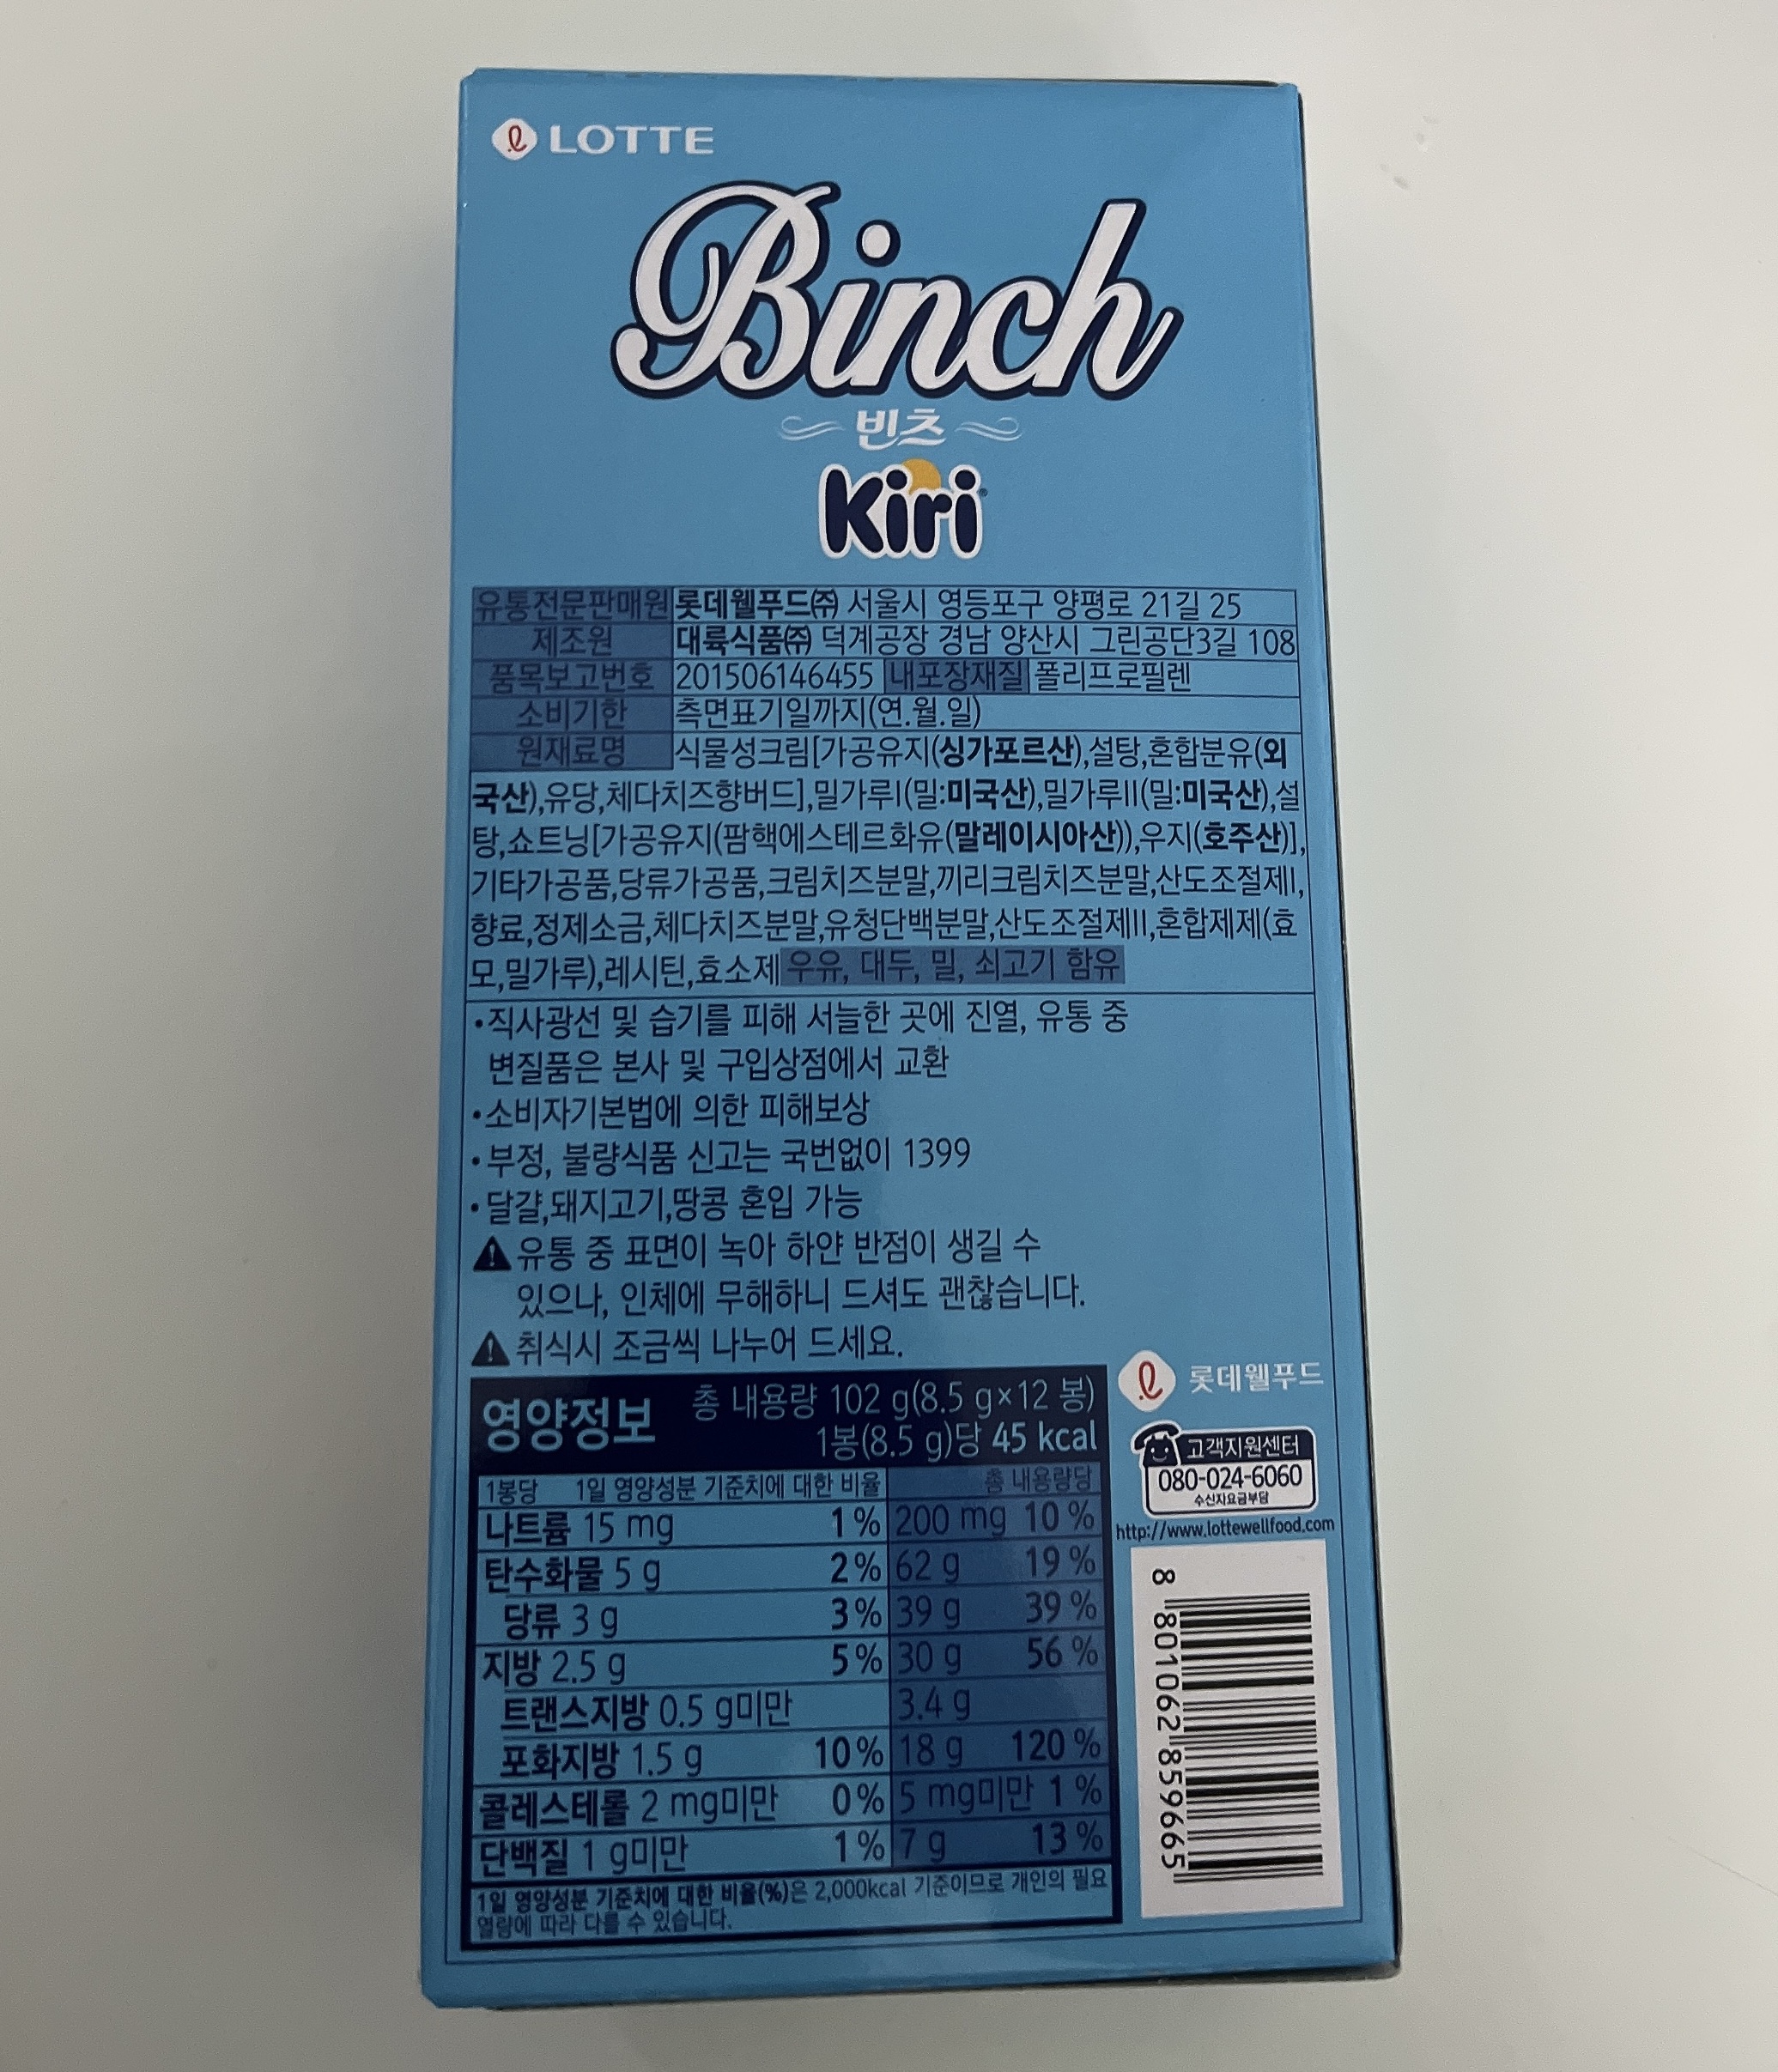 LOTTE
Binch
빈츠
Kiri
유통전문판매원 롯데웰푸드㈜ 서울시 영등포구 양평로 21길 25
제조원 대륙식품㈜ 덕계공장 경남 양산시 그린공단3길 108
품목보고번호 201506146455 내포장재질 폴리프로필렌
소비기한 측면표기일까지(연.월.일)
원재료명 식물성크림[가공유지(싱가포르산),설탕,혼합분유(외
국산),유당,체다치즈향버드],밀가루I(밀:미국산),밀가루II(밀:미국산),설
탕,쇼트닝[가공유지(팜핵에스테르화유(말레이시아산)),우지(호주산)],
기타가공품,당류가공품,크림치즈분말,끼리크림치즈분말,산도조절제I,
향료,정제소금,체다치즈분말,유청단백분말,산도조절제II,혼합제제(효
모,밀가루),레시틴,효소제 우유, 대두, 밀, 쇠고기 함유
•직사광선 및 습기를 피해 서늘한 곳에 진열, 유통 중
변질품은 본사 및 구입상점에서 교환
•소비자기본법에 의한 피해보상
•부정, 불량식품 신고는 국번없이 1399
•달걀,돼지고기,땅콩 혼입 가능
유통 중 표면이 녹아 하얀 반점이 생길 수
있으나, 인체에 무해하니 드셔도 괜찮습니다.
취식시 조금씩 나누어 드세요.
영양정보 총 내용량 102 g(8.5 g×12 봉)
1봉(8.5 g)당 45 kcal
1봉당 1일 영양성분 기준치에 대한 비율 총 내용량당
나트륨 15 mg 1 % 200 mg 10 %
탄수화물 5 g 2 % 62 g 19 %
당류 3 g 3 % 39 g 39 %
지방 2.5 g 5 % 30 g 56 %
트랜스지방 0.5 g미만 3.4 g
포화지방 1.5 g 10 % 18 g 120 %
콜레스테롤 2 mg미만 0 % 5 mg미만 1 %
단백질 1 g미만 1 % 7 g 13 %
1일 영양성분 기준치에 대한 비율(%)은 2,000kcal 기준이므로 개인의 필요
열량에 따라 다를 수 있습니다.
롯데웰푸드
고객지원센터
080-024-6060
수신자요금부담
http://www.lottewellfood.com
8 801062 859665